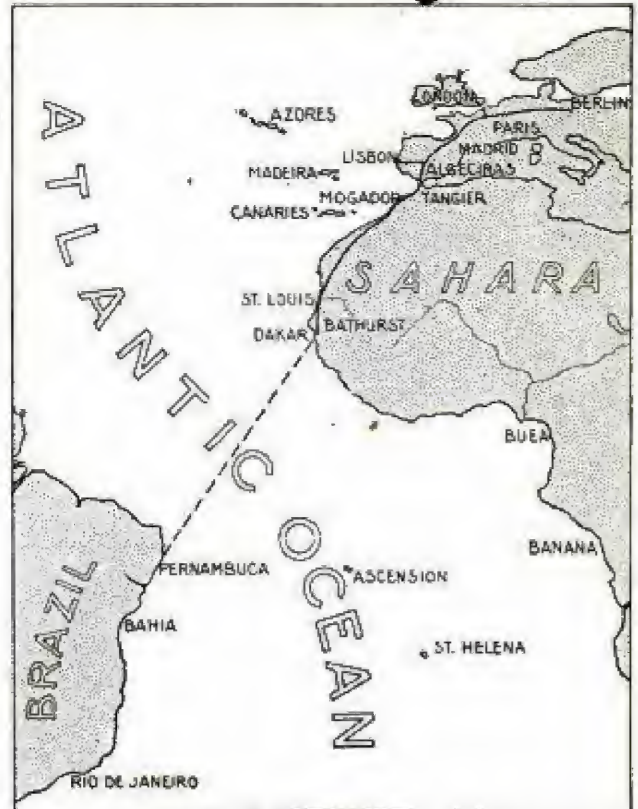 AZORES
LONDON
BERLIN
PARIS
LISBON
MADRID
MADEIRA
ALGECIRAS
MOGADOR
TANGIER
CANARIES
SAHARA
ST. LOUIS
DAKAR
BATHURST
ATLANTIC OCEAN
BUEA
BANANA
PERNAMBUCA
ASCENSION
BRAZIL
BAHIA
ST. HELENA
RIO DE JANEIRO